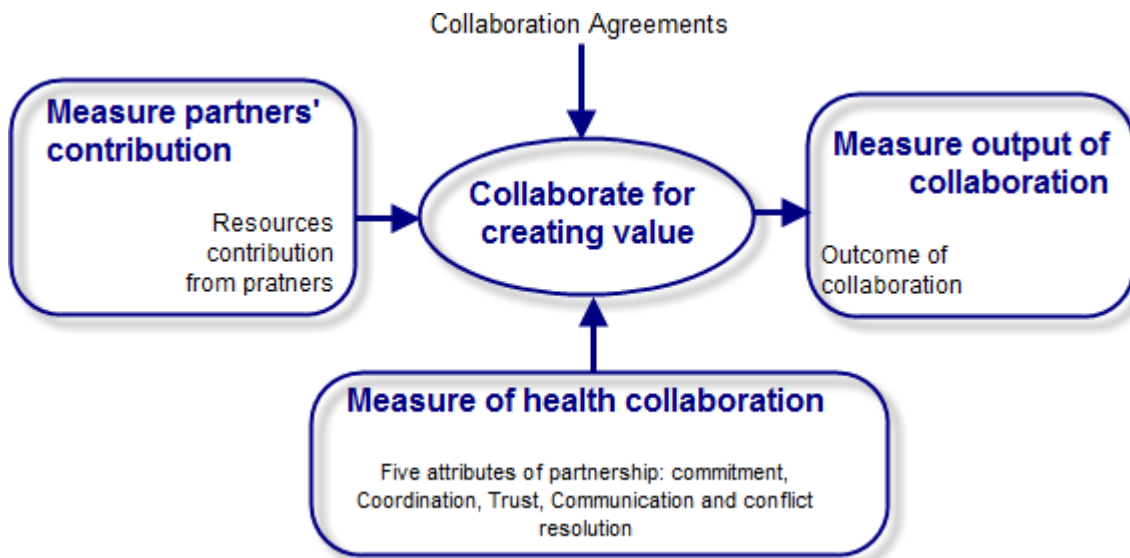 Collaboration Agreements
Measure partners'
contribution
Resources
contribution
from pratners
Collaborate for
creating value
Measure output of
collaboration
Outcome of
collaboration
Measure of health collaboration
Five attributes of partnership: commitment,
Coordination, Trust, Communication and conflict
resolution